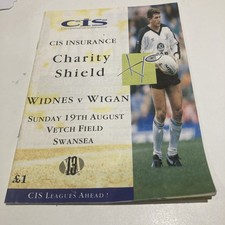 CIS
CIS INSURANCE
Charity
Shield
WIDNES V WIGAN
SUNDAY 19TH AUGUST
VETCH FIELD
SWANSEA
£1
CIS LEAGUES AHEAD!